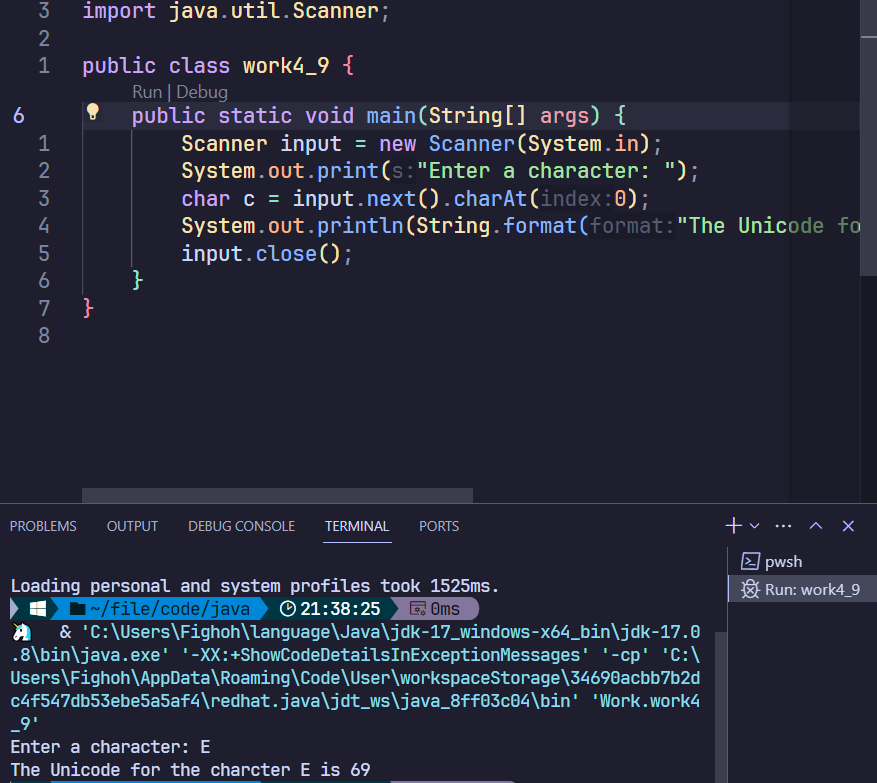 3 import java.util.Scanner;
2
1 public class work4_9 {
Run | Debug
6 public static void main(String[] args) {
1 Scanner input = new Scanner(System.in);
2 System.out.print(s:"Enter a character: ");
3 char c = input.next().charAt(index:0);
4 System.out.println(String.format(format:"The Unicode fo
5 input.close();
6 }
7 }
8
PROBLEMS OUTPUT DEBUG CONSOLE TERMINAL PORTS
pwsh
Run: work4_9
Loading personal and system profiles took 1525ms.
~/file/code/java 21:38:25 0ms
& 'C:\Users\Fighoh\language\Java\jdk-17_windows-x64_bin\jdk-17.0
.8\bin\java.exe' '-XX:+ShowCodeDetailsInExceptionMessages' '-cp' 'C:\
Users\Fighoh\AppData\Roaming\Code\User\workspaceStorage\34690acbb7b2d
c4f547db53ebe5a5af4\redhat.java\jdt_ws\java_8ff03c04\bin' 'Work.work4
_9'
Enter a character: E
The Unicode for the charcter E is 69